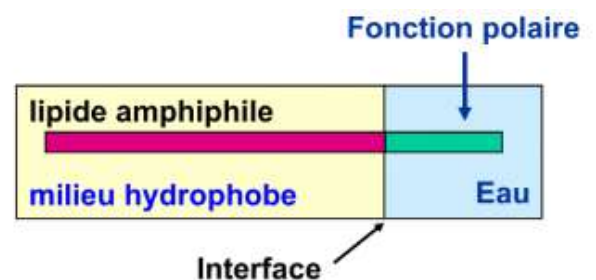 Fonction polaire
lipide amphiphile
milieu hydrophobe
Eau
Interface